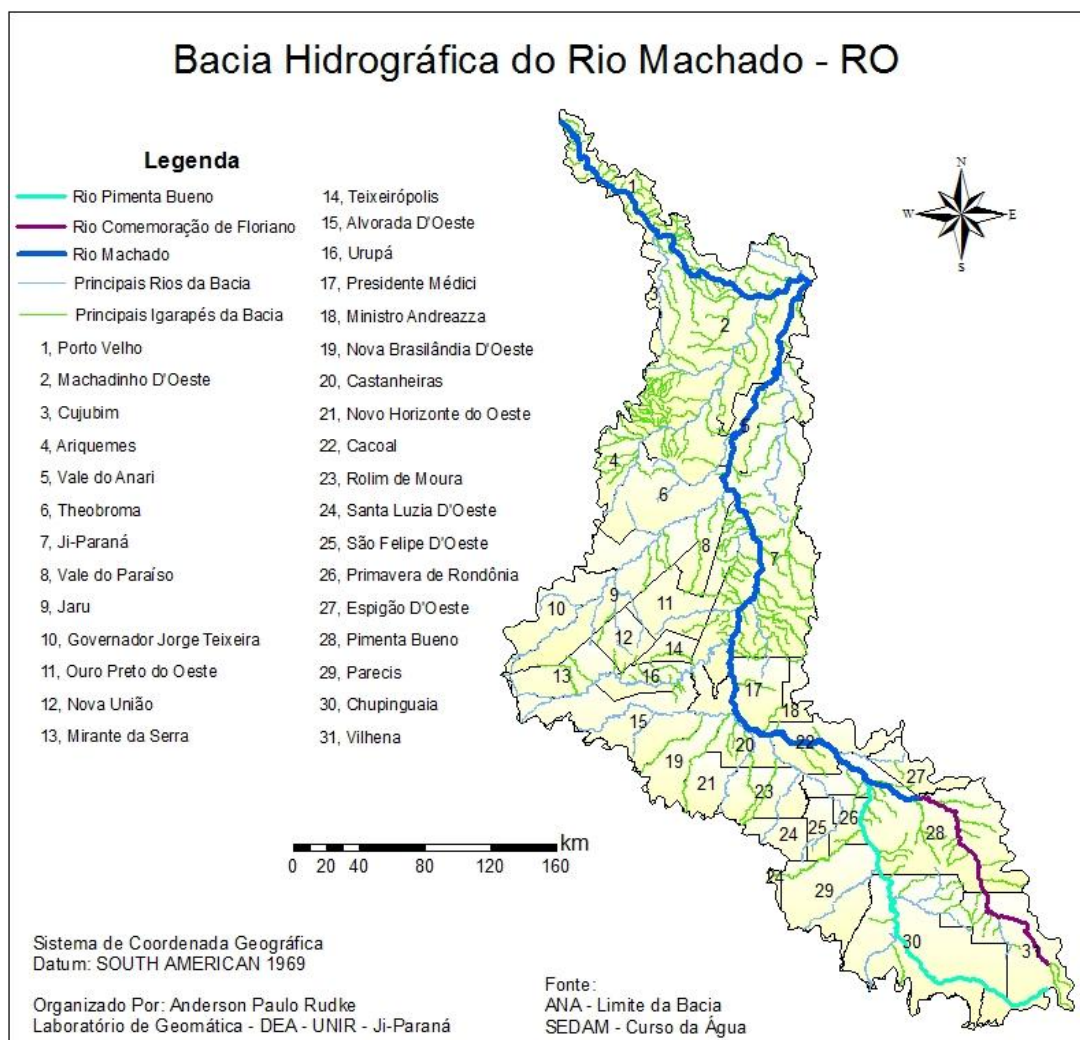 Bacia Hidrográfica do Rio Machado - RO
Legenda
Rio Pimenta Bueno
Rio Comemoração de Floriano
Rio Machado
Principais Rios da Bacia
Principais Igarapés da Bacia
1, Porto Velho
2, Machadinho D'Oeste
3, Cujubim
4, Ariquemes
5, Vale do Anari
6, Theobroma
7, Ji-Paraná
8, Vale do Paraíso
9, Jaru
10, Governador Jorge Teixeira
11, Ouro Preto do Oeste
12, Nova União
13, Mirante da Serra
14, Teixeirópolis
15, Alvorada D'Oeste
16, Urupá
17, Presidente Médici
18, Ministro Andreazza
19, Nova Brasilândia D'Oeste
20, Castanheiras
21, Novo Horizonte do Oeste
22, Cacoal
23, Rolim de Moura
24, Santa Luzia D'Oeste
25, São Felipe D'Oeste
26, Primavera de Rondônia
27, Espigão D'Oeste
28, Pimenta Bueno
29, Parecis
30, Chupinguaia
31, Vilhena
N
W E
S
1
3
2
5
4
6
8
7
9
10
11
12
14
13
16
17
18
15
20
22
19
21
23
27
26
28
24
25
24
29
30
3
km
0 20 40 80 120 160
Sistema de Coordenada Geográfica
Datum: SOUTH AMERICAN 1969
Organizado Por: Anderson Paulo Rudke
Laboratório de Geomática - DEA - UNIR - Ji-Paraná
Fonte:
ANA - Limite da Bacia
SEDAM - Curso da Água